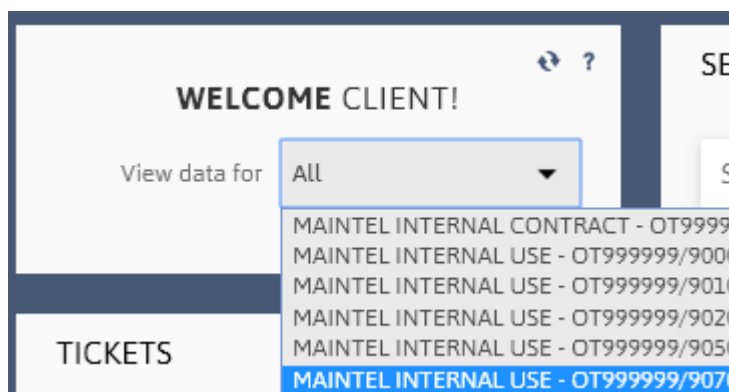 ?
WELCOME CLIENT!
SE
View data for All
S
MAINTEL INTERNAL CONTRACT - OT9999
MAINTEL INTERNAL USE - OT999999/900
MAINTEL INTERNAL USE - OT999999/901
MAINTEL INTERNAL USE - OT999999/902
MAINTEL INTERNAL USE - OT999999/905
MAINTEL INTERNAL USE - OT999999/907
TICKETS